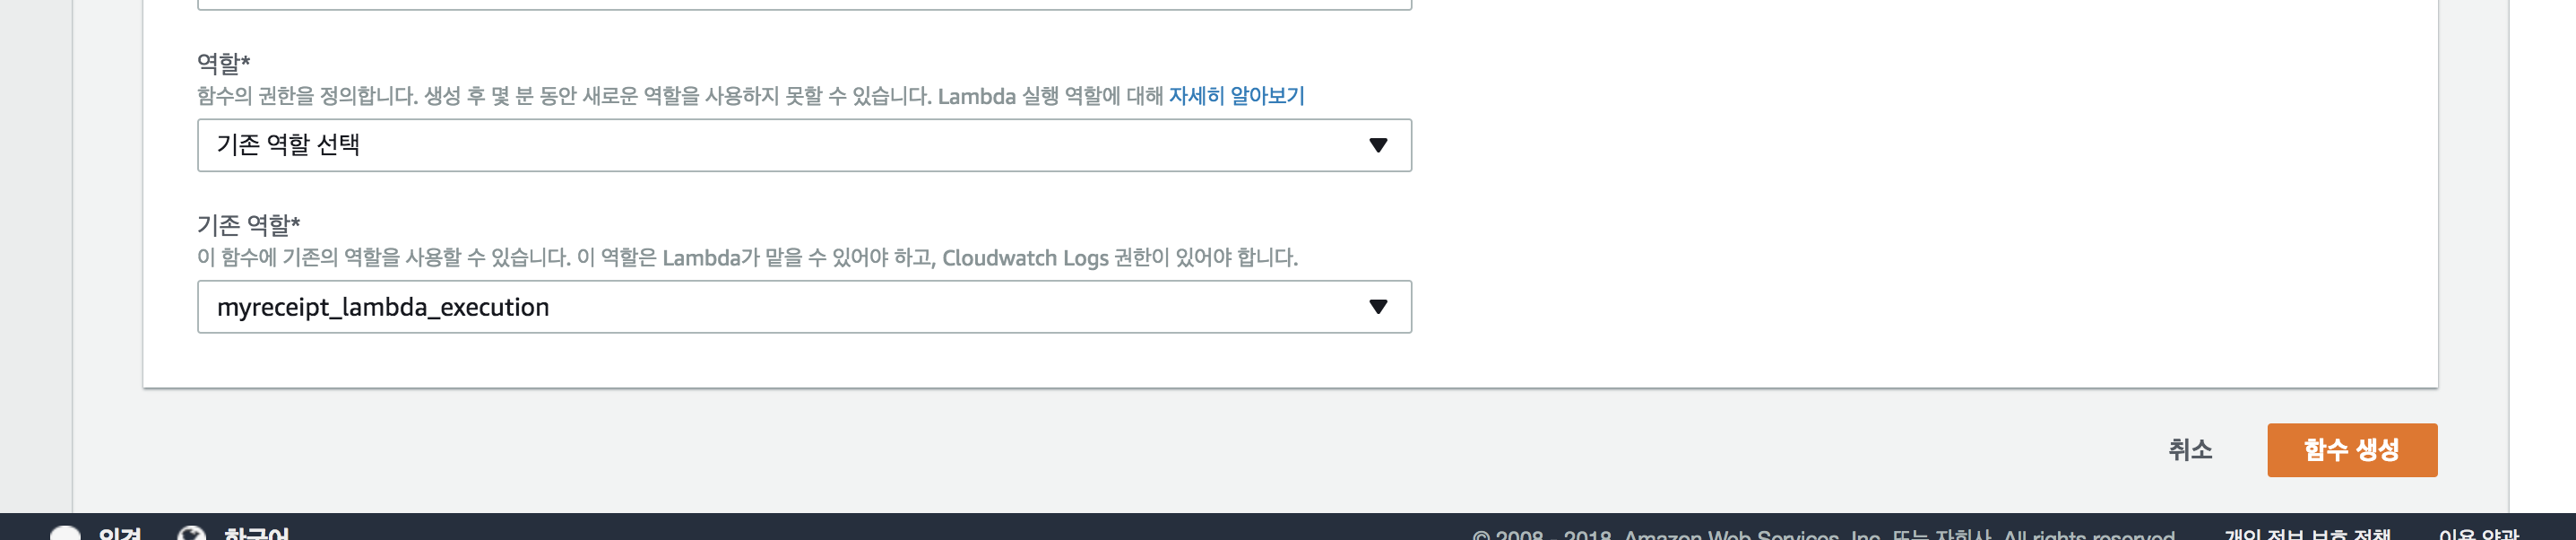 역할*
함수의 권한을 정의합니다. 생성 후 몇 분 동안 새로운 역할을 사용하지 못할 수 있습니다. Lambda 실행 역할에 대해 자세히 알아보기
기존 역할 선택
기존 역할*
이 함수에 기존의 역할을 사용할 수 있습니다. 이 역할은 Lambda가 맡을 수 있어야 하고, Cloudwatch Logs 권한이 있어야 합니다.
myreceipt_lambda_execution
취소 함수 생성
의견 한국어 © 2008 - 2018, Amazon Web Services, Inc. 또는 자회사. All rights reserved. 개인 정보 보호 정책 이용 약관